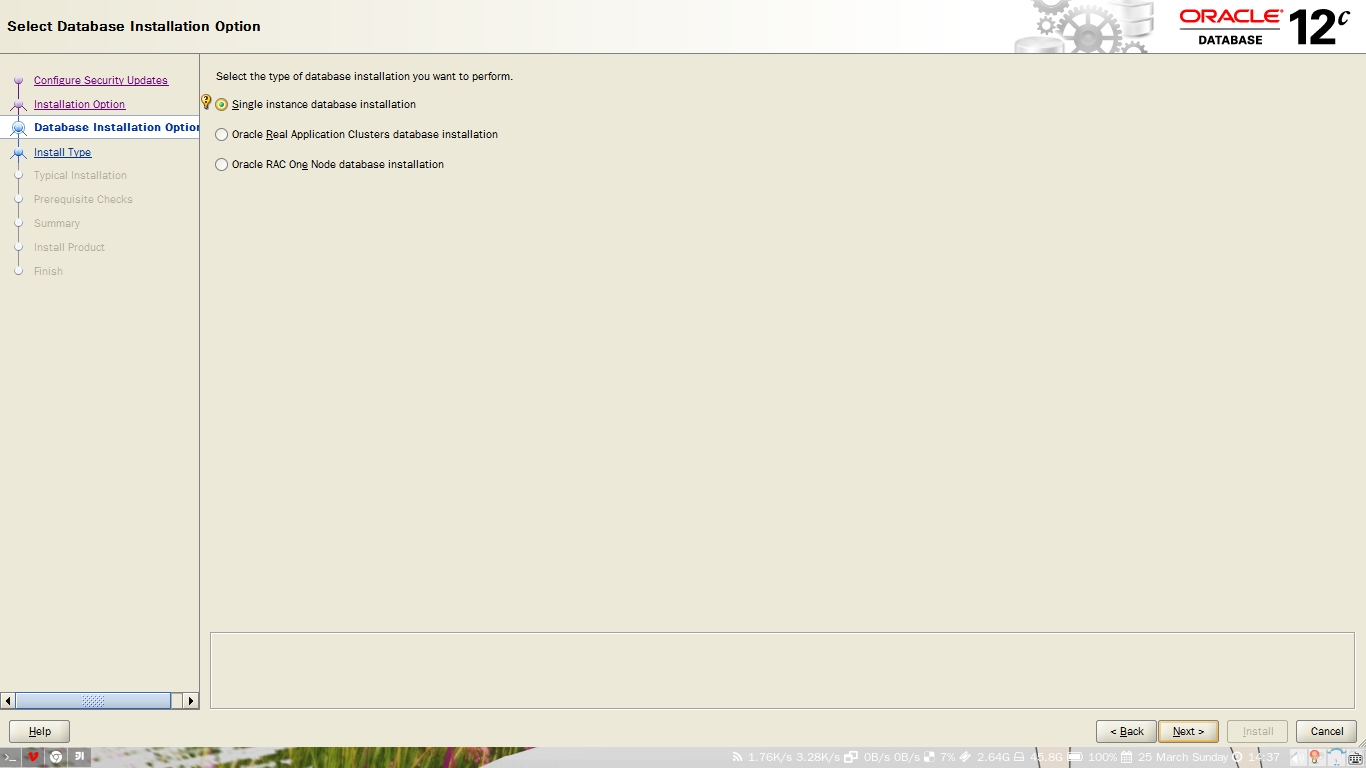 Select Database Installation Option
ORACLE
DATABASE
12c
Configure Security Updates
Installation Option
Database Installation Option
Install Type
Typical Installation
Prerequisite Checks
Summary
Install Product
Finish
Select the type of database installation you want to perform.
Single instance database installation
Oracle Real Application Clusters database installation
Oracle RAC One Node database installation
Help
< Back
Next >
Install
Cancel
1.76K/s 3.28K/s 0B/s 0B/s 7% 2.64G 45.8G 100% 25 March Sunday 14:37